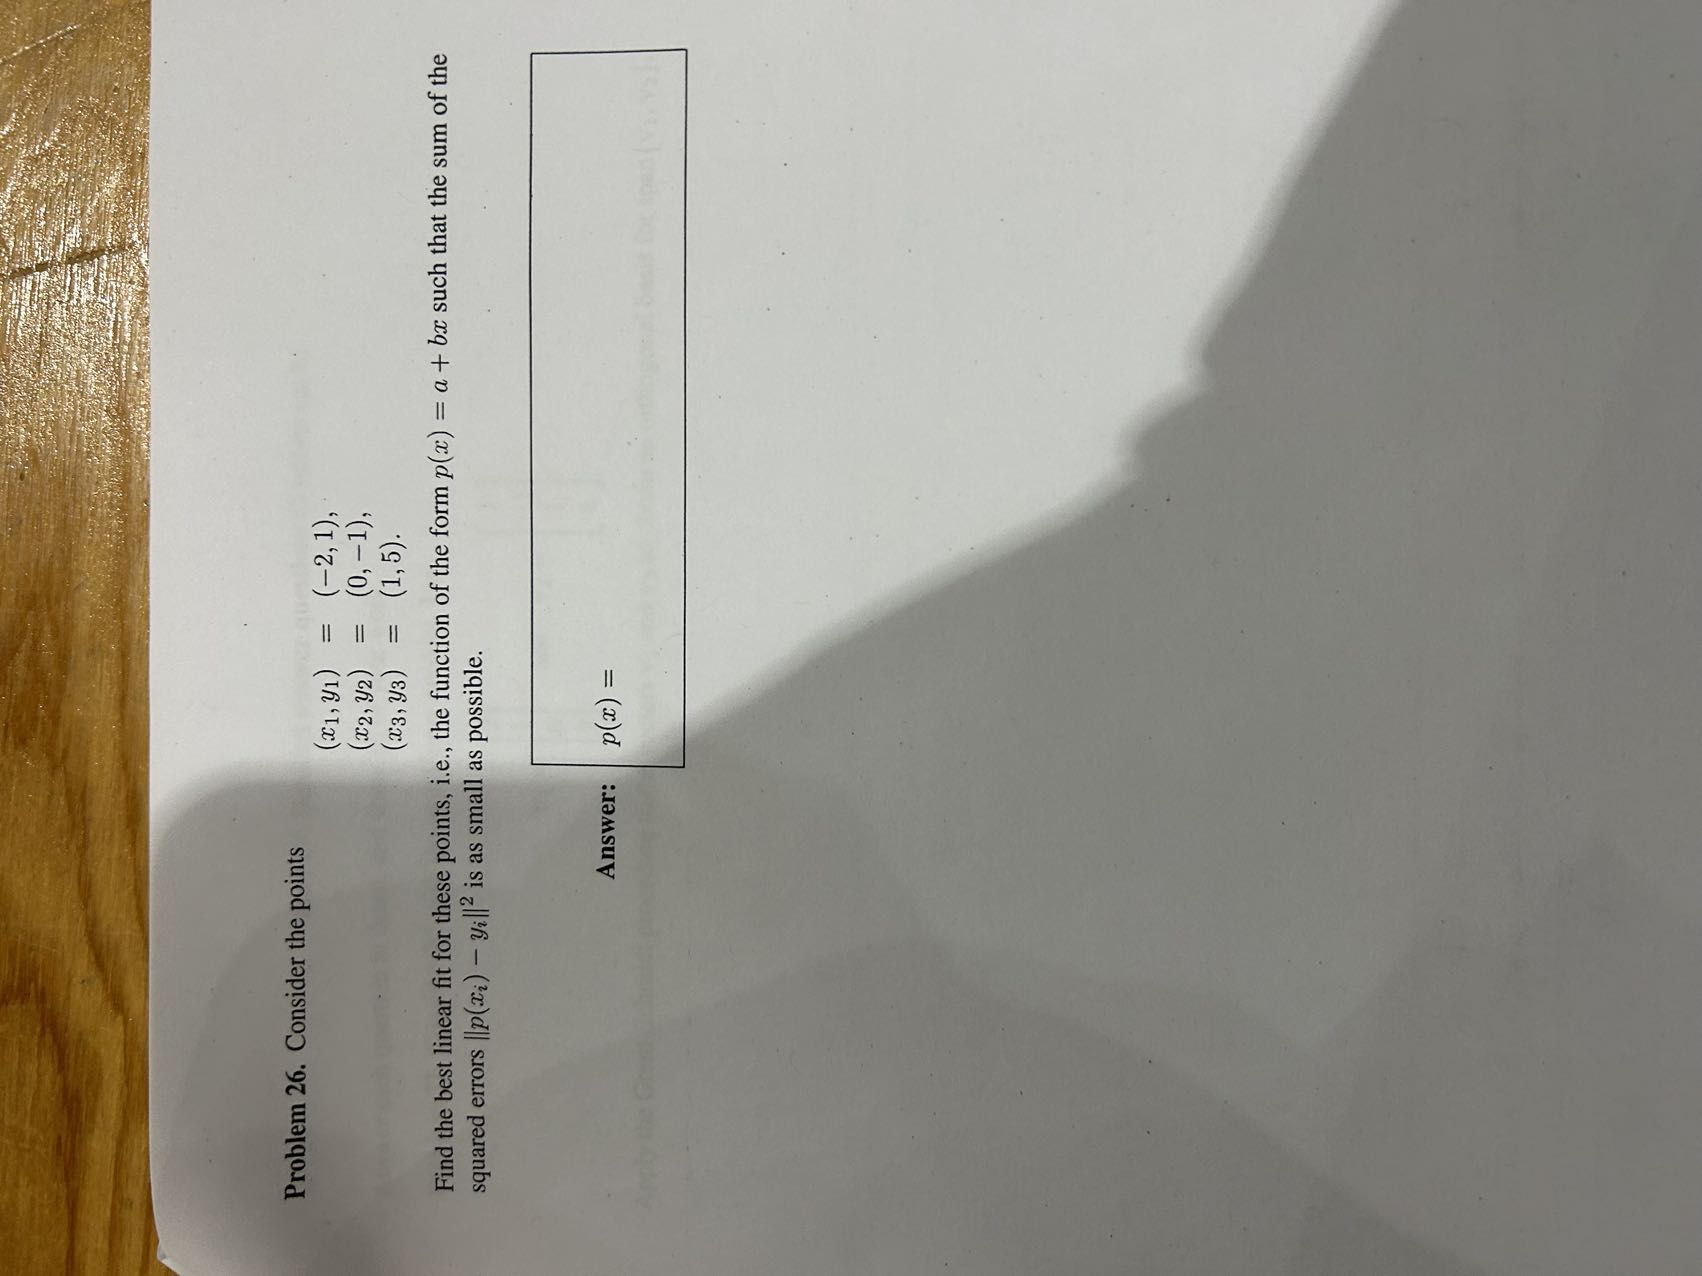 Problem 26. Consider the points
(x₁, y₁) = (−2, 1),
(x₂, y₂) = (0, −1),
(x₃, y₃) = (1, 5).
Find the best linear fit for these points, i.e., the function of the form p(x) = a + bx such that the sum of the
squared errors ‖p(xᵢ) − yᵢ‖² is as small as possible.
Answer: p(x) =